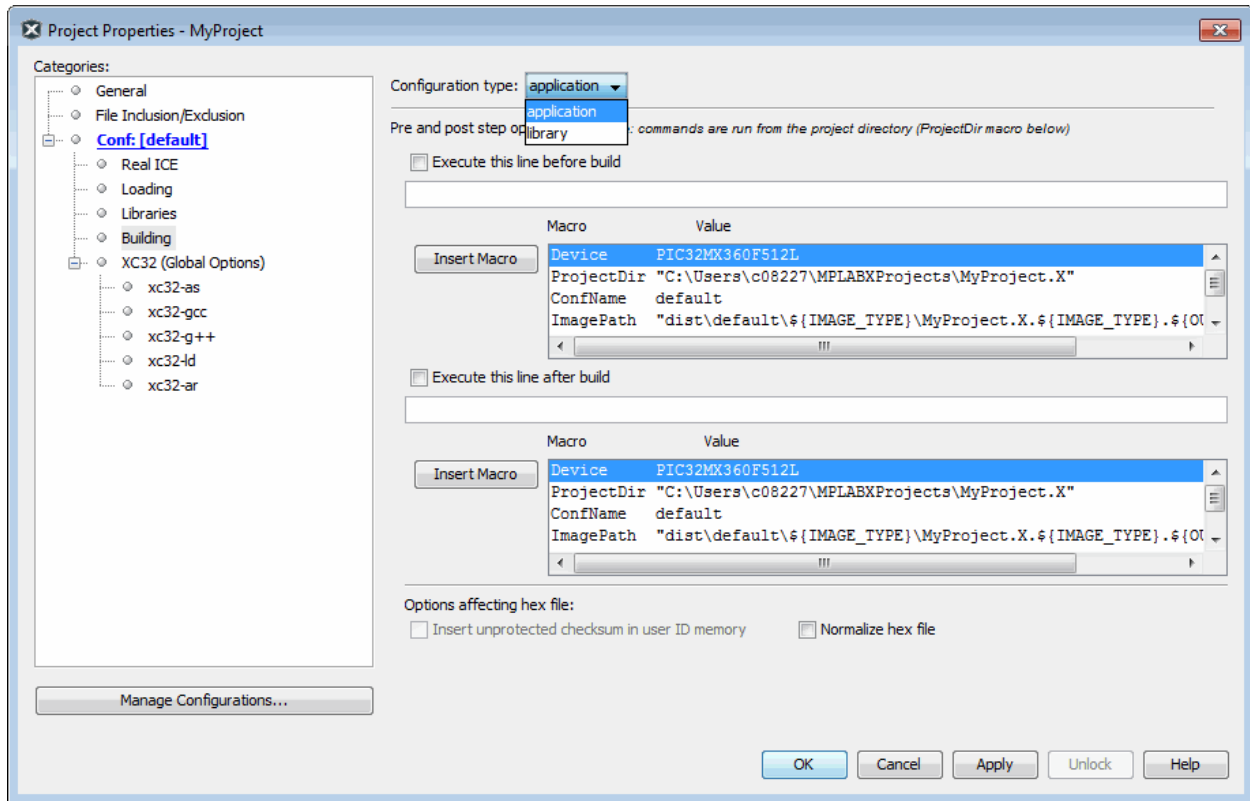 Project Properties - MyProject
Categories:
General
File Inclusion/Exclusion
Conf: [default]
Real ICE
Loading
Libraries
Building
XC32 (Global Options)
xc32-as
xc32-gcc
xc32-g++
xc32-ld
xc32-ar
Manage Configurations...
Configuration type: application
application
library
Pre and post step op : commands are run from the project directory (ProjectDir macro below)
Execute this line before build
Macro Value
Insert Macro
Device PIC32MX360F512L
ProjectDir "C:\Users\c08227\MPLABXProjects\MyProject.X"
ConfName default
ImagePath "dist\default\${IMAGE_TYPE}\MyProject.X.${IMAGE_TYPE}.${OU
Execute this line after build
Macro Value
Insert Macro
Device PIC32MX360F512L
ProjectDir "C:\Users\c08227\MPLABXProjects\MyProject.X"
ConfName default
ImagePath "dist\default\${IMAGE_TYPE}\MyProject.X.${IMAGE_TYPE}.${OU
Options affecting hex file:
Insert unprotected checksum in user ID memory Normalize hex file
OK Cancel Apply Unlock Help